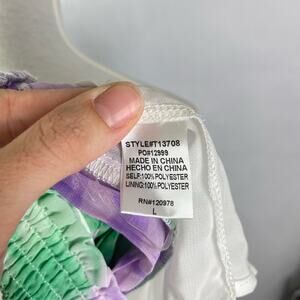 STYLE#T13708
PO#12999
MADE IN CHINA
HECHO EN CHINA
SELF:100% POLYESTER
LINING:100% POLYESTER
RN#120978
L